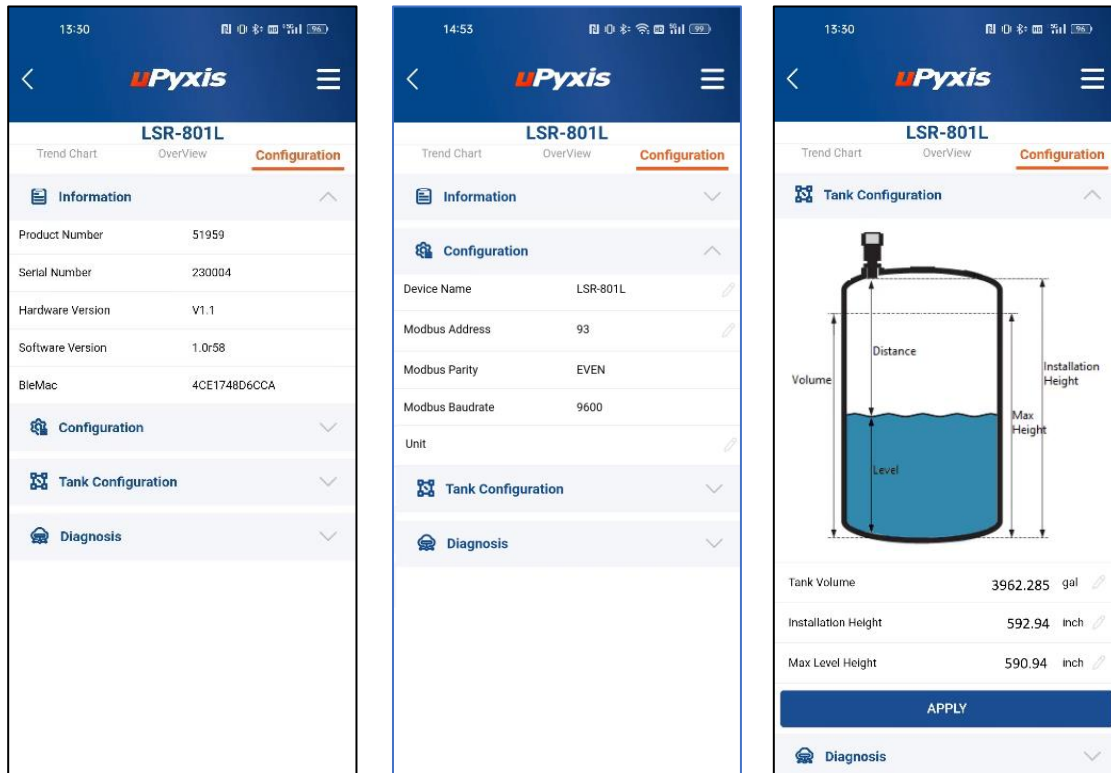 13:30
96
uPyxis
LSR-801L
Trend Chart OverView Configuration
Information
Product Number 51959
Serial Number 230004
Hardware Version V1.1
Software Version 1.0r58
BleMac 4CE1748D6CCA
Configuration
Tank Configuration
Diagnosis
14:53
99
uPyxis
LSR-801L
Trend Chart OverView Configuration
Information
Configuration
Device Name LSR-801L
Modbus Address 93
Modbus Parity EVEN
Modbus Baudrate 9600
Unit
Tank Configuration
Diagnosis
13:30
96
uPyxis
LSR-801L
Trend Chart OverView Configuration
Tank Configuration
Distance
Installation
Height
Volume
Max
Height
Level
Tank Volume 3962.285 gal
Installation Height 592.94 inch
Max Level Height 590.94 inch
APPLY
Diagnosis